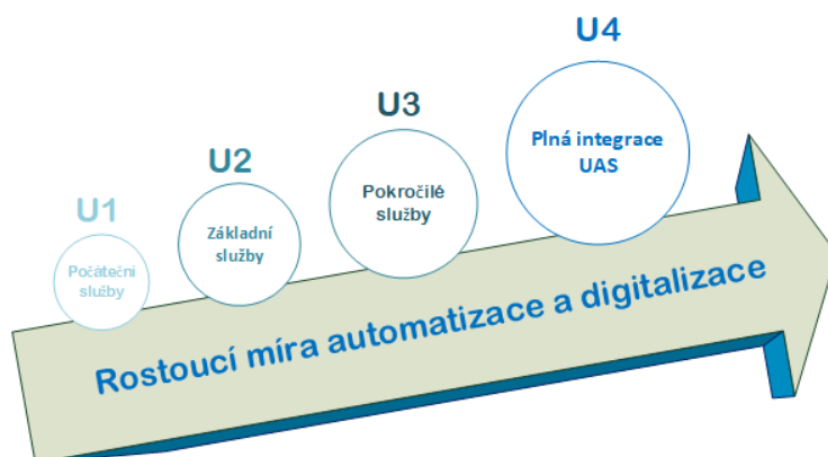 U1
Počáteční
služby
U2
Základní
služby
U3
Pokročilé
služby
U4
Plná integrace
UAS
Rostoucí míra automatizace a digitalizace